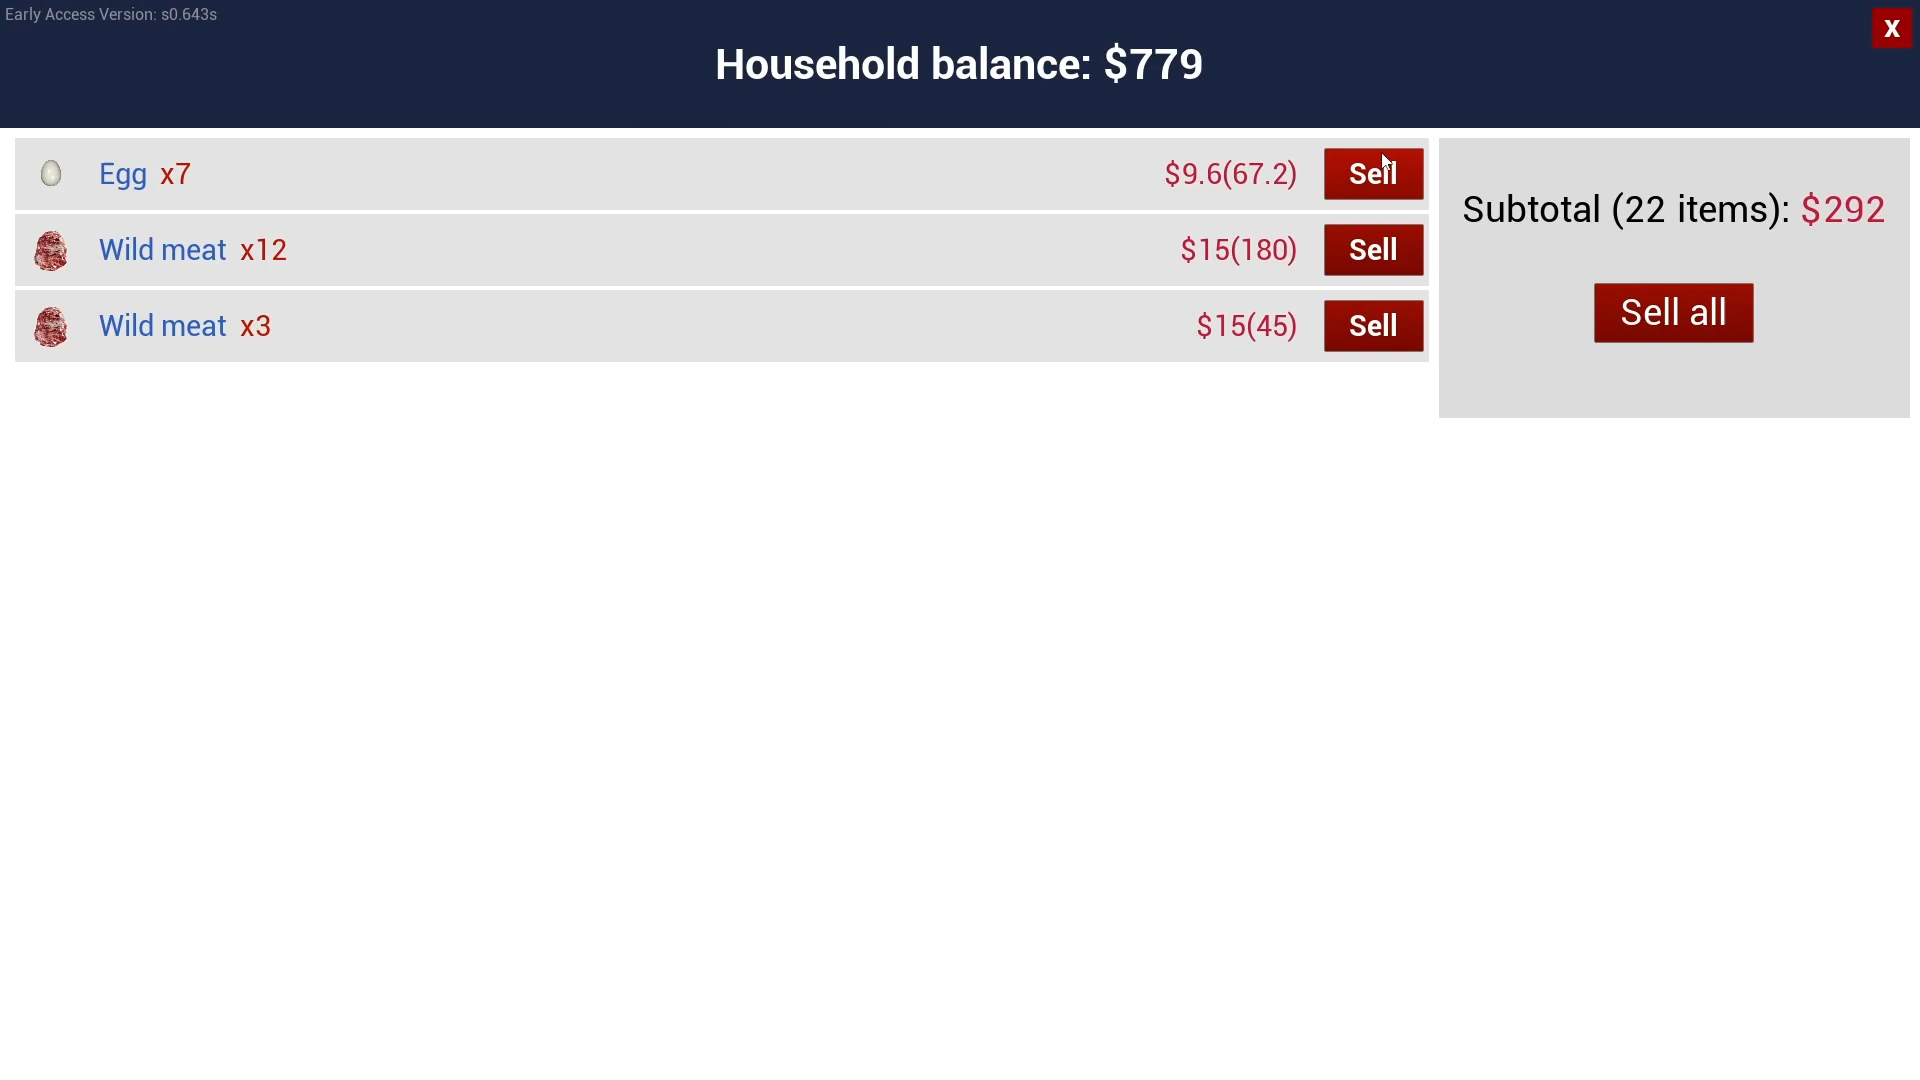 Early Access Version: s0.643s
X
Household balance: $779
Egg x7 $9.6(67.2) Sell
Wild meat x12 $15(180) Sell
Wild meat x3 $15(45) Sell
Subtotal (22 items): $292
Sell all